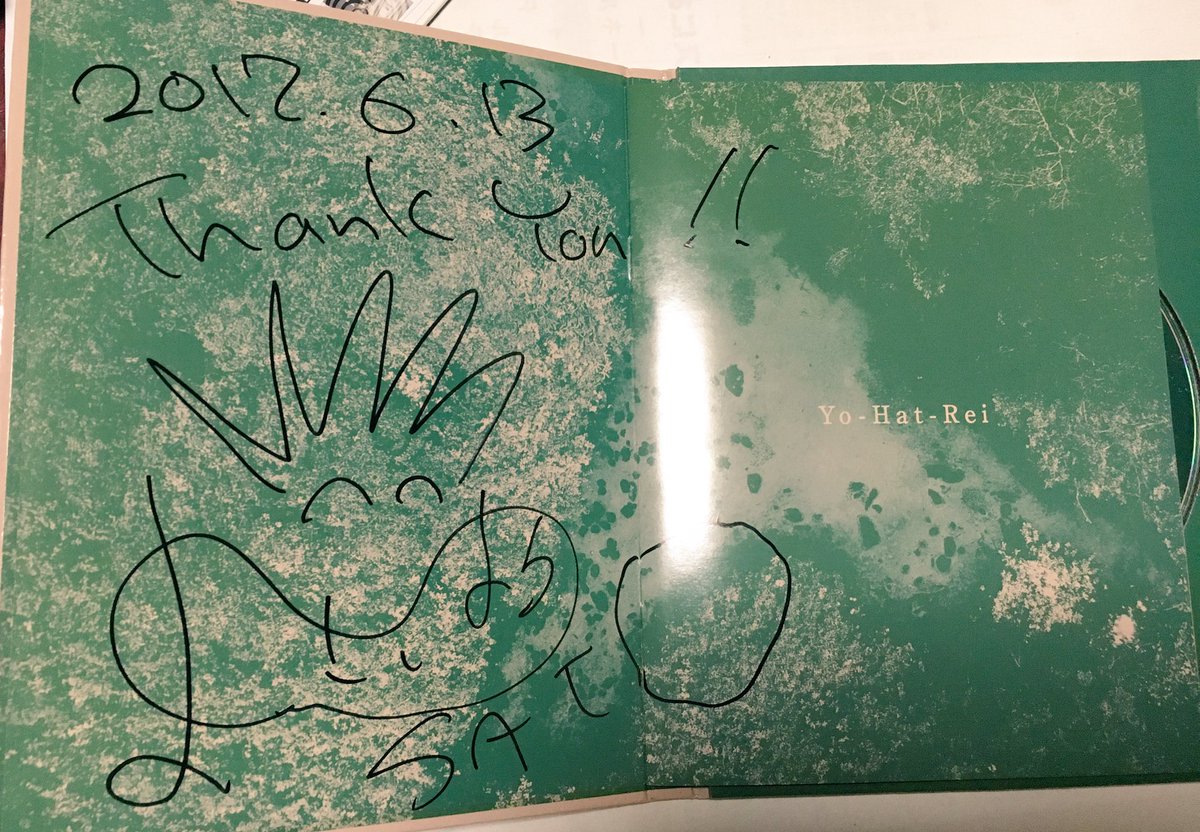 2017.6.13
Thank you !!
SATO
Yo-Hat-Rei